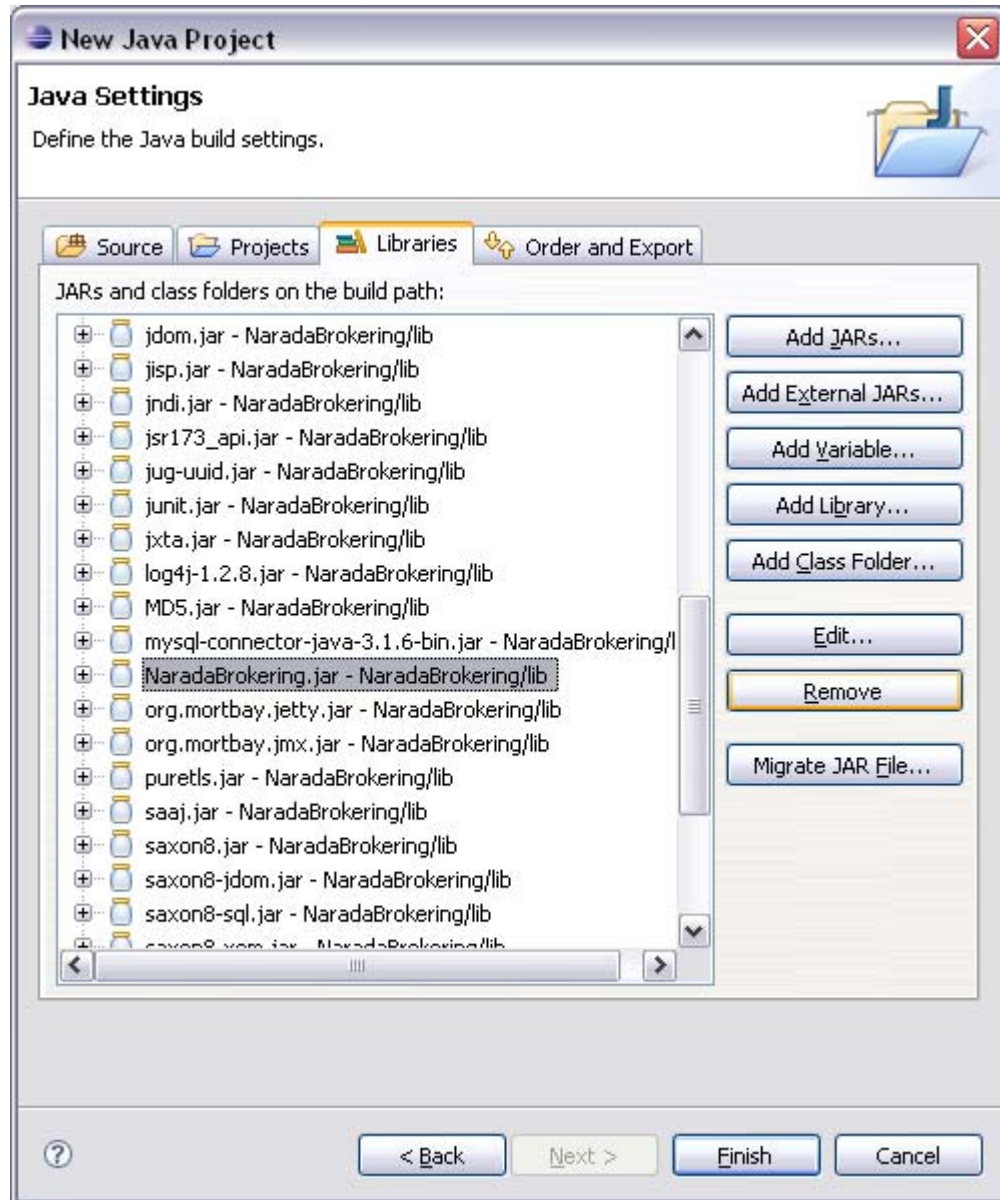 New Java Project
Java Settings
Define the Java build settings.
Source
Projects
Libraries
Order and Export
JARs and class folders on the build path:
jdom.jar - NaradaBrokering/lib
jisp.jar - NaradaBrokering/lib
jndi.jar - NaradaBrokering/lib
jsr173_api.jar - NaradaBrokering/lib
jug-uuid.jar - NaradaBrokering/lib
junit.jar - NaradaBrokering/lib
jxta.jar - NaradaBrokering/lib
log4j-1.2.8.jar - NaradaBrokering/lib
MD5.jar - NaradaBrokering/lib
mysql-connector-java-3.1.6-bin.jar - NaradaBrokering/l
NaradaBrokering.jar - NaradaBrokering/lib
org.mortbay.jetty.jar - NaradaBrokering/lib
org.mortbay.jmx.jar - NaradaBrokering/lib
puretls.jar - NaradaBrokering/lib
saaj.jar - NaradaBrokering/lib
saxon8.jar - NaradaBrokering/lib
saxon8-jdom.jar - NaradaBrokering/lib
saxon8-sql.jar - NaradaBrokering/lib
saxon8-xom.jar - NaradaBrokering/lib
Add JARs...
Add External JARs...
Add Variable...
Add Library...
Add Class Folder...
Edit...
Remove
Migrate JAR File...
?
< Back
Next >
Finish
Cancel